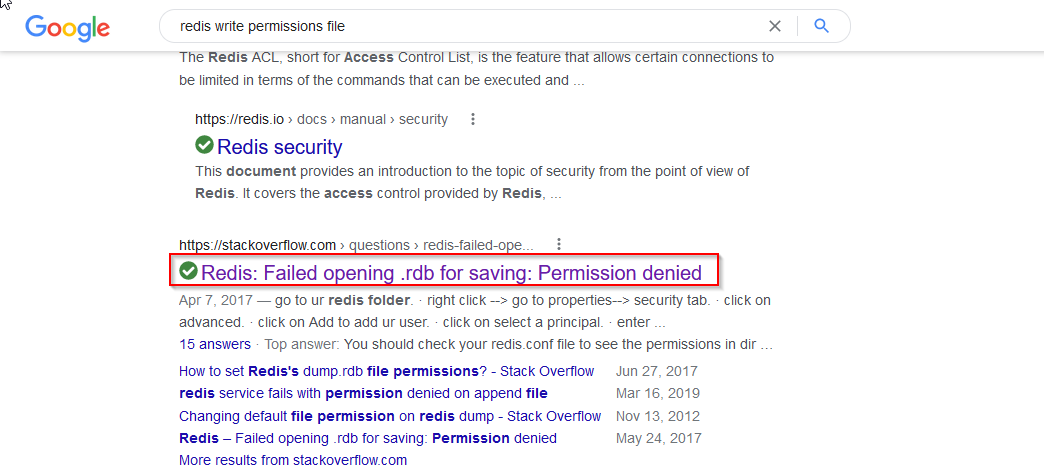 Google
redis write permissions file
The Redis ACL, short for Access Control List, is the feature that allows certain connections to
be limited in terms of the commands that can be executed and ...
https://redis.io › docs › manual › security
Redis security
This document provides an introduction to the topic of security from the point of view of
Redis. It covers the access control provided by Redis, ...
https://stackoverflow.com › questions › redis-failed-ope...
Redis: Failed opening .rdb for saving: Permission denied
Apr 7, 2017 — go to ur redis folder. · right click --> go to properties--> security tab. · click on
advanced. · click on Add to add ur user. · click on select a principal. · enter ...
15 answers · Top answer: You should check your redis.conf file to see the permissions in dir ...
How to set Redis's dump.rdb file permissions? - Stack Overflow Jun 27, 2017
redis service fails with permission denied on append file Mar 16, 2019
Changing default file permission on redis dump - Stack Overflow Nov 13, 2012
Redis – Failed opening .rdb for saving: Permission denied May 24, 2017
More results from stackoverflow.com